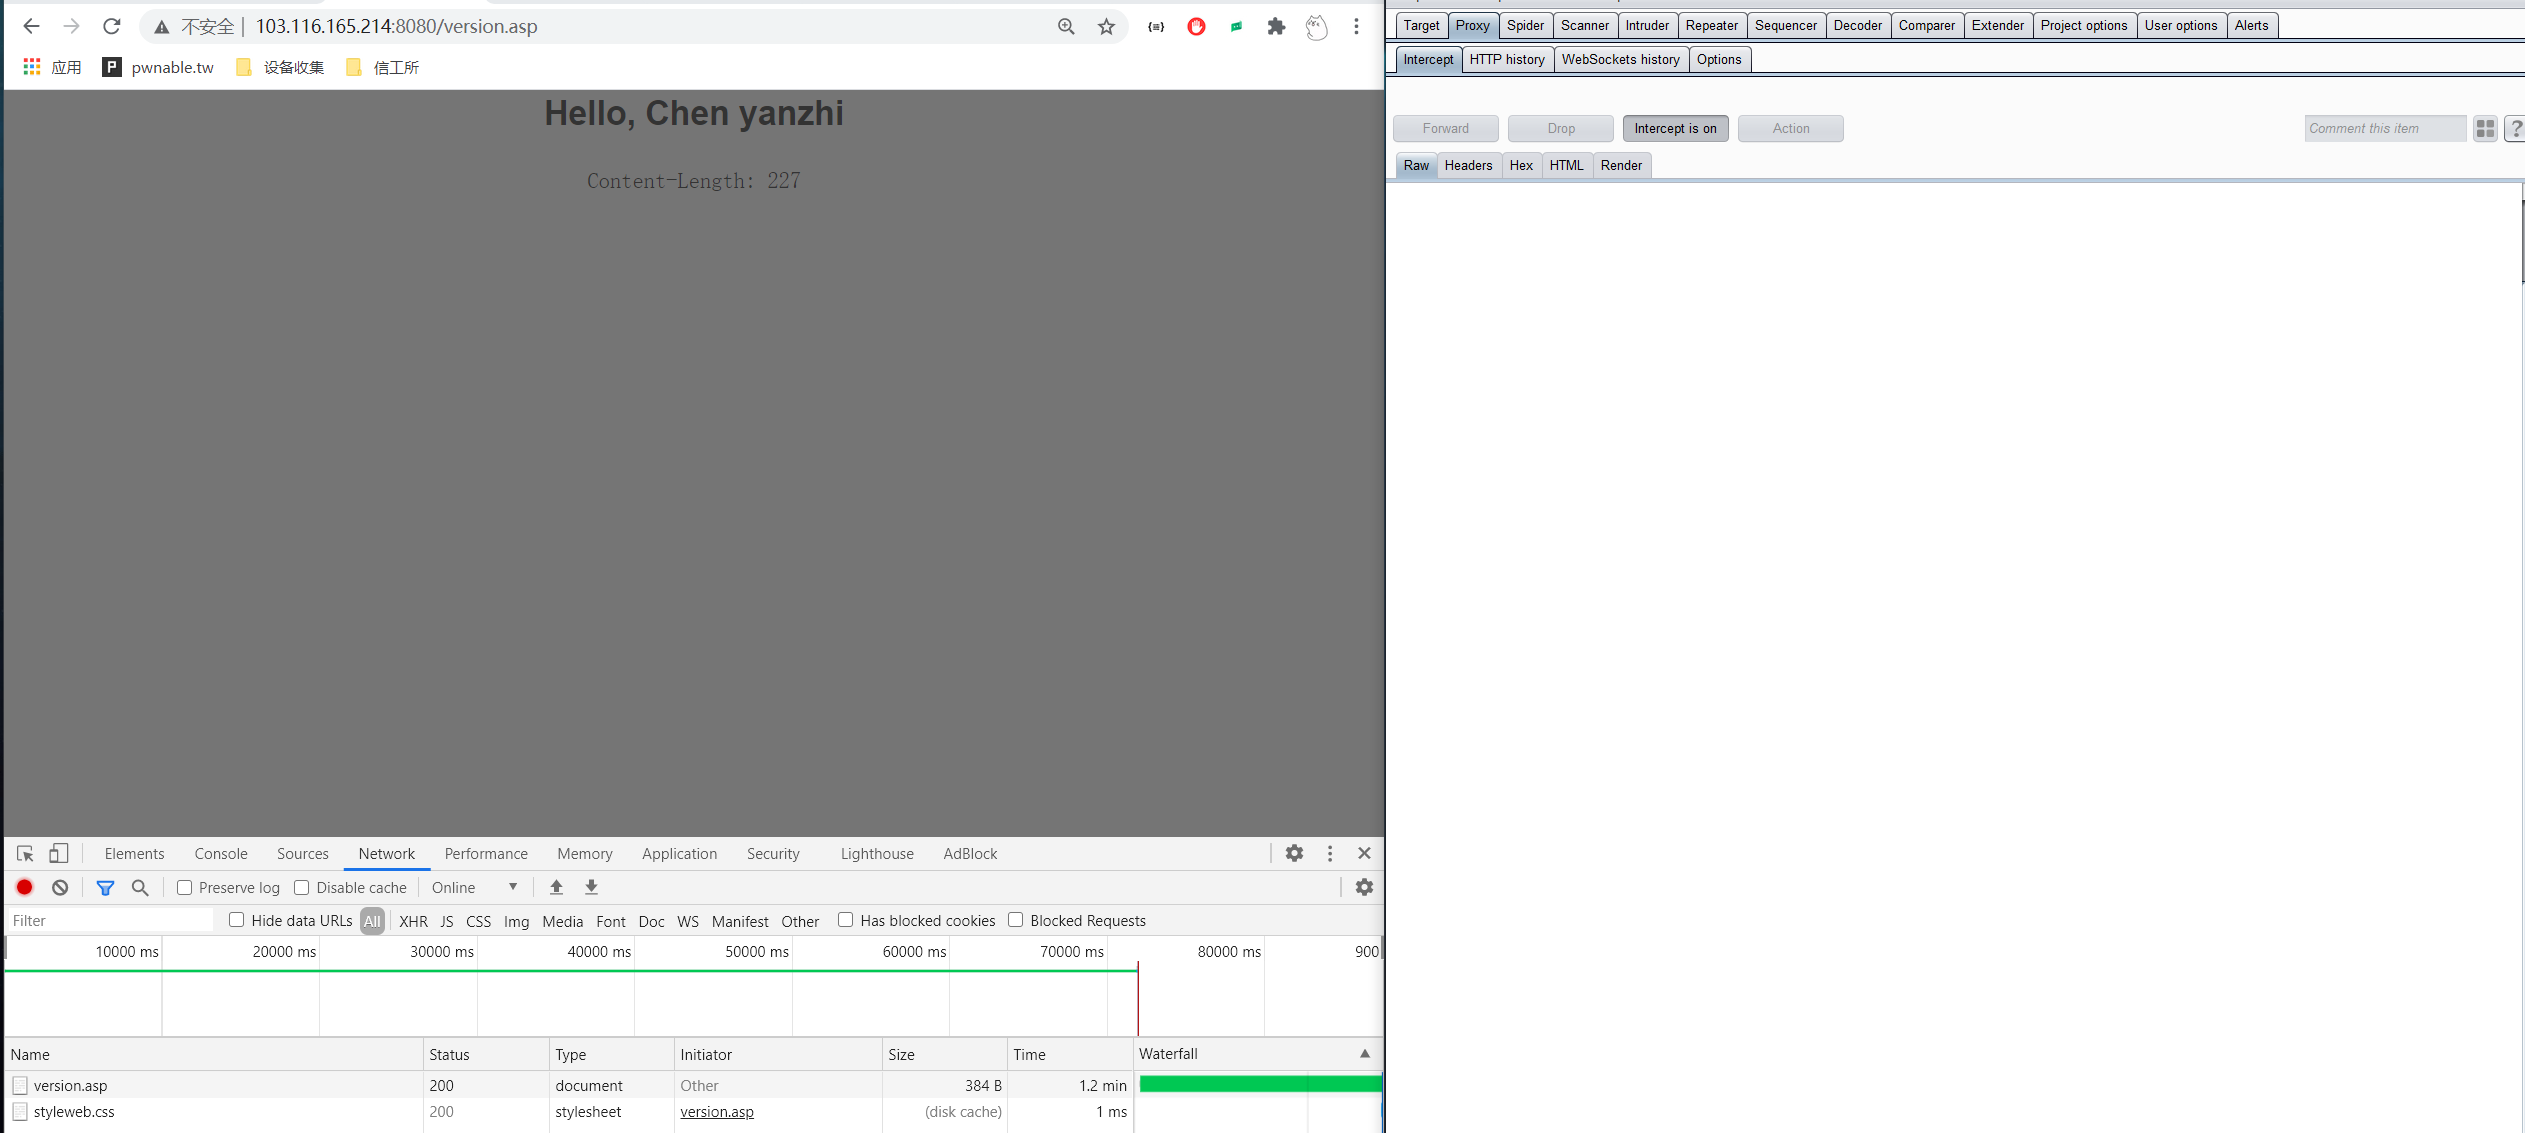 不安全 | 103.116.165.214:8080/version.asp
应用 pwnable.tw 设备收集 信工所
Hello, Chen yanzhi
Content-Length: 227
Elements Console Sources Network Performance Memory Application Security Lighthouse AdBlock
Preserve log Disable cache Online
Filter Hide data URLs All XHR JS CSS Img Media Font Doc WS Manifest Other Has blocked cookies Blocked Requests
10000 ms 20000 ms 30000 ms 40000 ms 50000 ms 60000 ms 70000 ms 80000 ms 900
Name Status Type Initiator Size Time Waterfall
version.asp 200 document Other 384 B 1.2 min
styleweb.css 200 stylesheet version.asp (disk cache) 1 ms
Target Proxy Spider Scanner Intruder Repeater Sequencer Decoder Comparer Extender Project options User options Alerts
Intercept HTTP history WebSockets history Options
Forward Drop Intercept is on Action Comment this item ?
Raw Headers Hex HTML Render